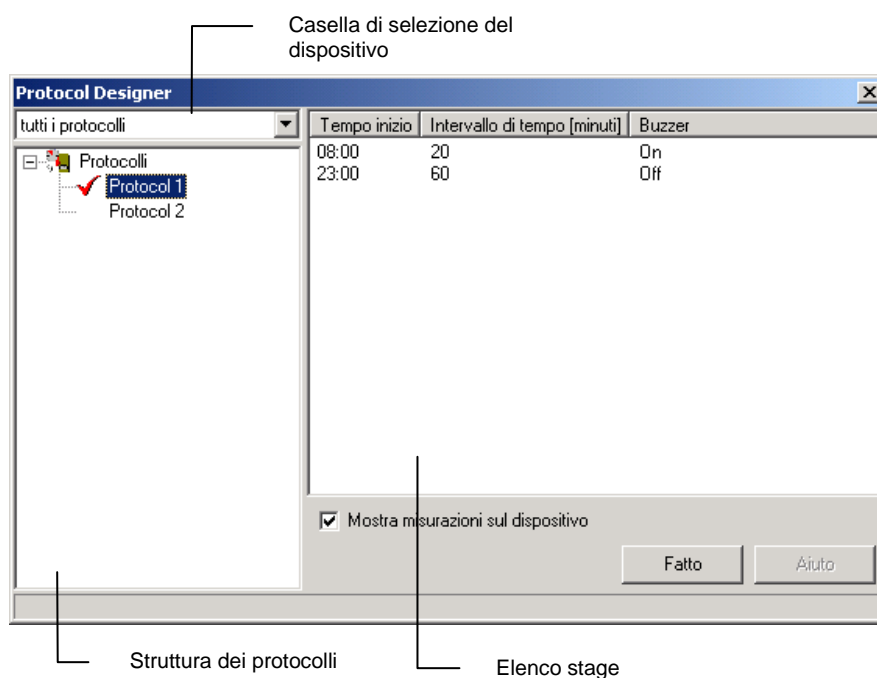 Casella di selezione del
dispositivo
Protocol Designer
tutti i protocolli
Tempo inizio Intervallo di tempo [minuti] Buzzer
08:00 20 On
23:00 60 Off
Protocolli
Protocol 1
Protocol 2
Mostra misurazioni sul dispositivo
Fatto Aiuto
Struttura dei protocolli
Elenco stage